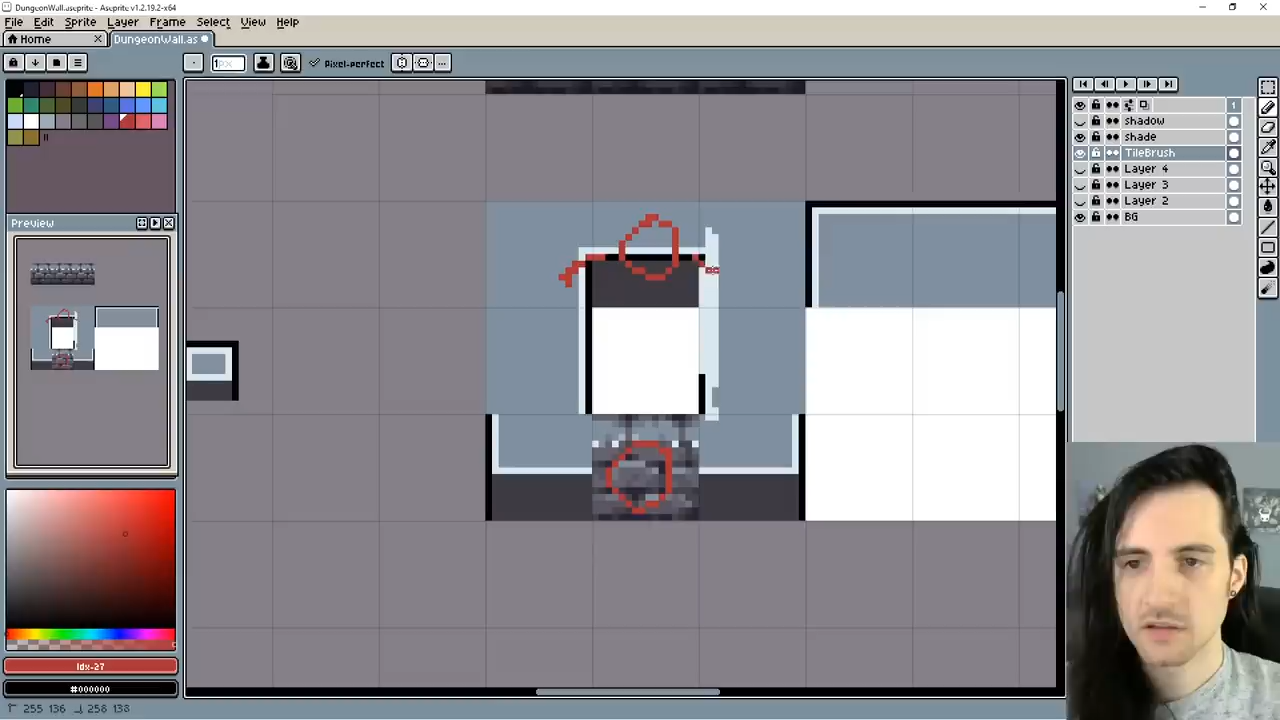 DungeonWall.aseprite - Aseprite v1.2.19.2-x64
File Edit Sprite Layer Frame Select View Help
Home
DungeonWall.as
1px
Pixel-perfect
1
shadow
shade
TileBrush
Layer 4
Layer 3
Layer 2
BG
Preview
Idx-27
#000000
255 136 258 138